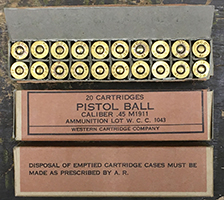 20 CARTRIDGES
PISTOL BALL
CALIBER .45 M1911
AMMUNITION LOT W. C. C. 1043
WESTERN CARTRIDGE COMPANY
DISPOSAL OF EMPTIED CARTRIDGE CASES MUST BE
MADE AS PRESCRIBED BY A. R.